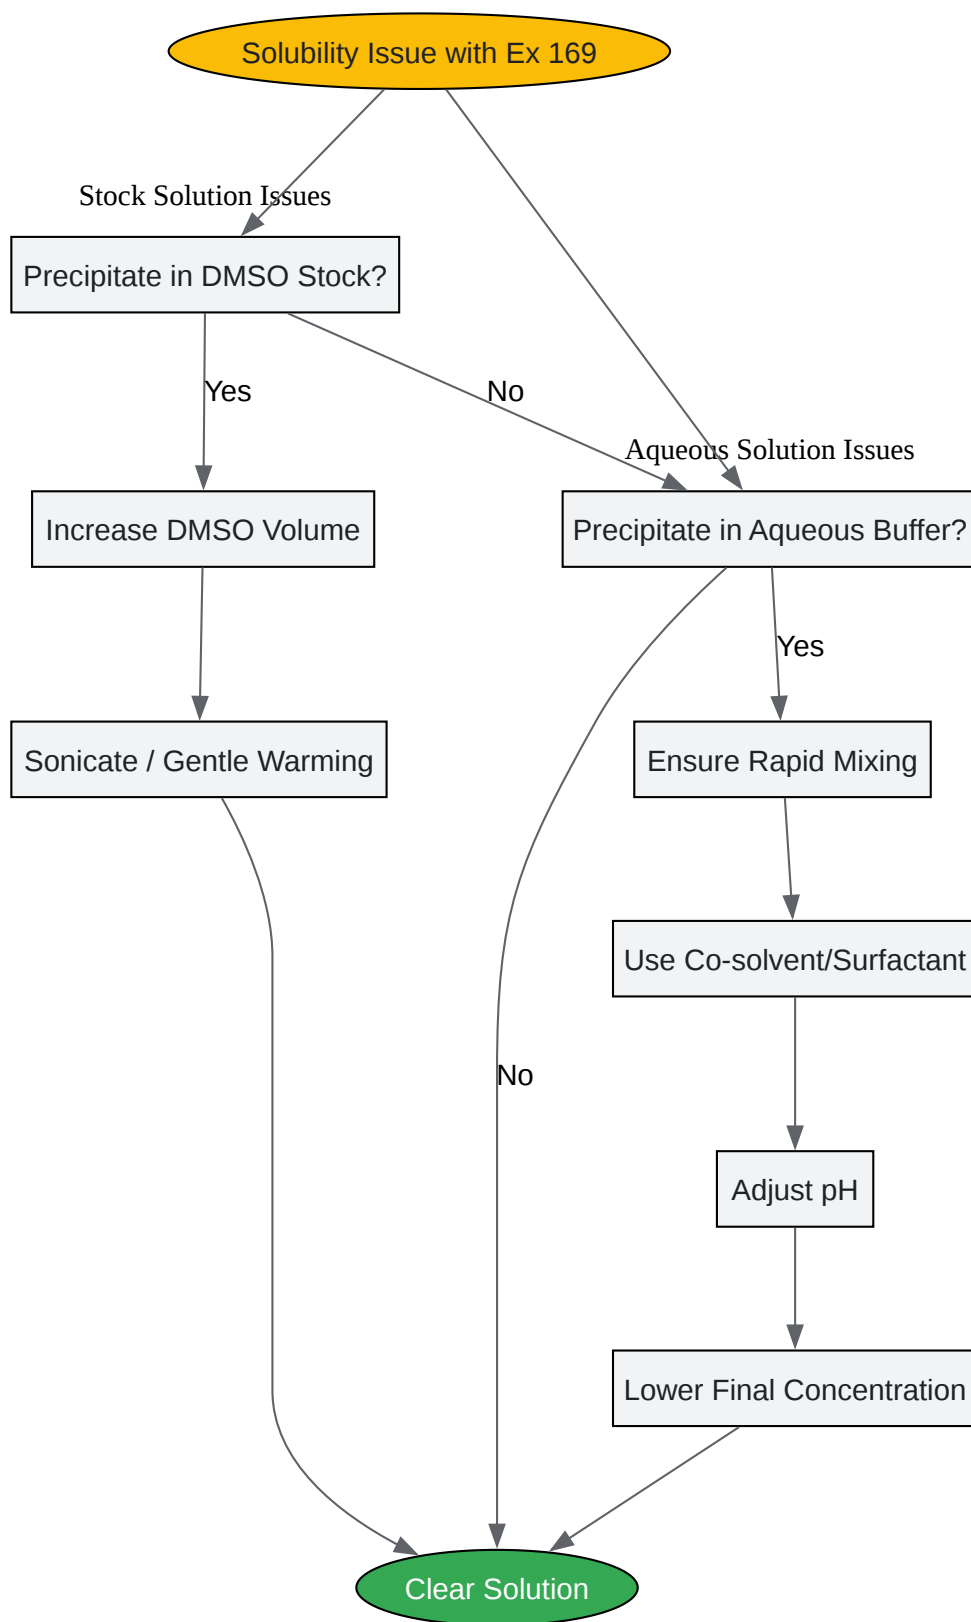 Solubility Issue with Ex 169
Stock Solution Issues
Precipitate in DMSO Stock?
Yes
No
Aqueous Solution Issues
Increase DMSO Volume
Precipitate in Aqueous Buffer?
Yes
Sonicate / Gentle Warming
Ensure Rapid Mixing
Use Co-solvent/Surfactant
No
Adjust pH
Lower Final Concentration
Clear Solution